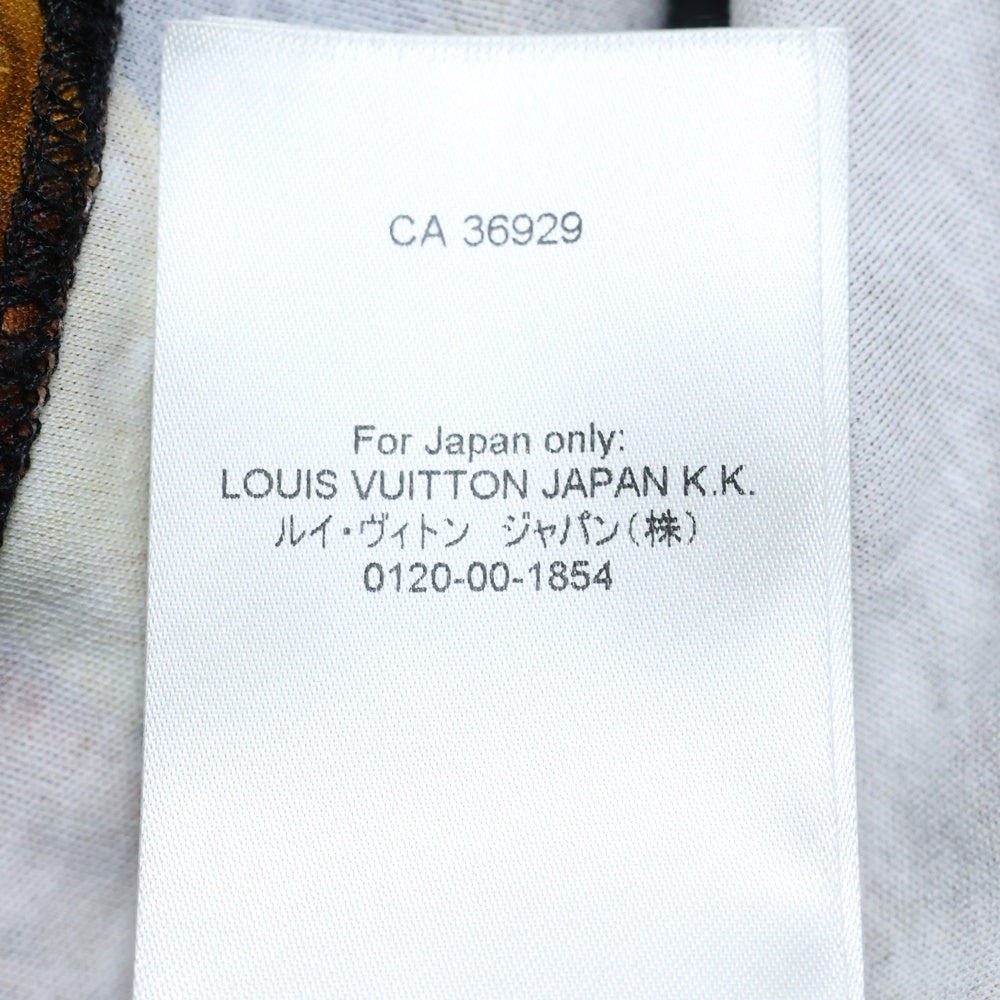 CA 36929
For Japan only:
LOUIS VUITTON JAPAN K.K.
ルイ・ヴィトン　ジャパン(株)
0120-00-1854